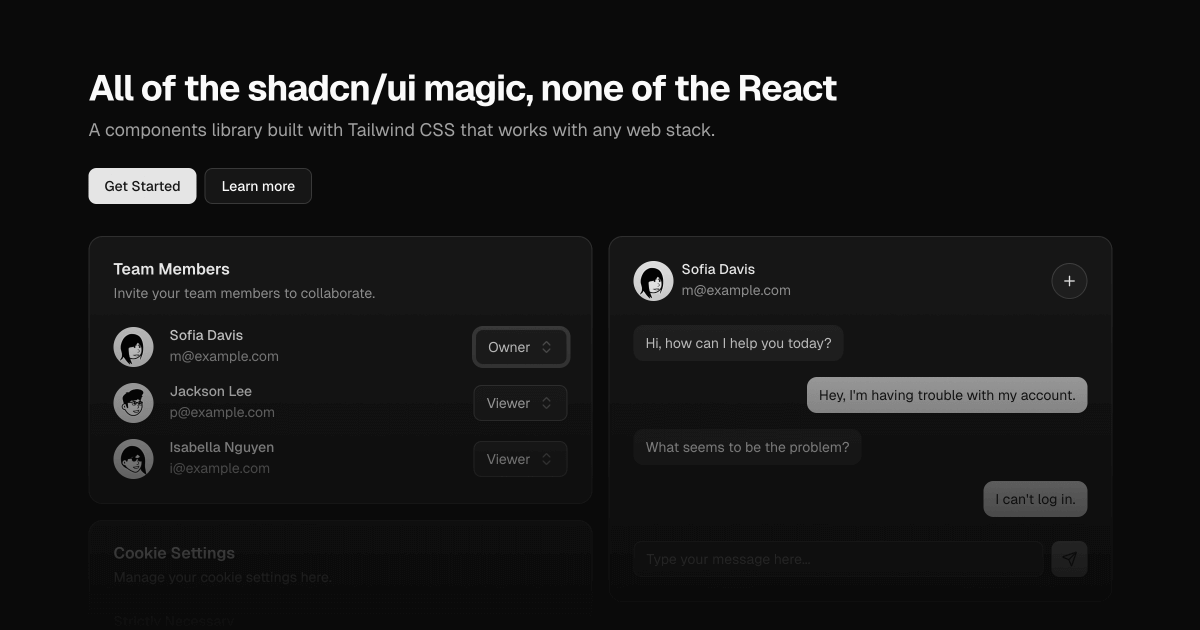 All of the shadcn/ui magic, none of the React
A components library built with Tailwind CSS that works with any web stack.
Get Started
Learn more
Team Members
Invite your team members to collaborate.
Sofia Davis
m@example.com
Owner
Jackson Lee
p@example.com
Viewer
Isabella Nguyen
i@example.com
Viewer
Cookie Settings
Manage your cookie settings here.
Strictly Necessary
Sofia Davis
m@example.com
Hi, how can I help you today?
Hey, I'm having trouble with my account.
What seems to be the problem?
I can't log in.
Type your message here...